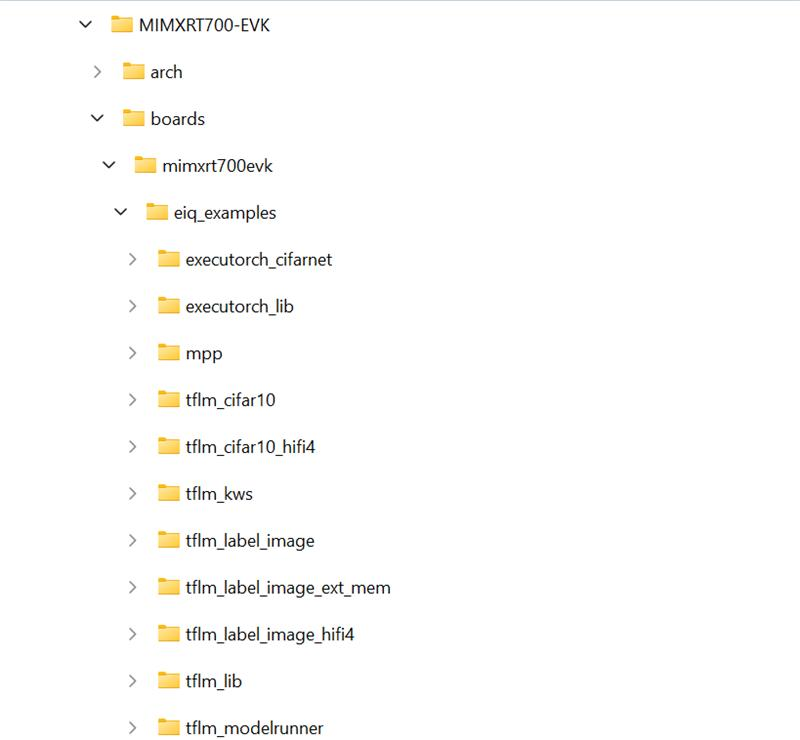 MIMXRT700-EVK
arch
boards
mimxrt700evk
eiq_examples
executorch_cifarnet
executorch_lib
mpp
tflm_cifar10
tflm_cifar10_hifi4
tflm_kws
tflm_label_image
tflm_label_image_ext_mem
tflm_label_image_hifi4
tflm_lib
tflm_modelrunner